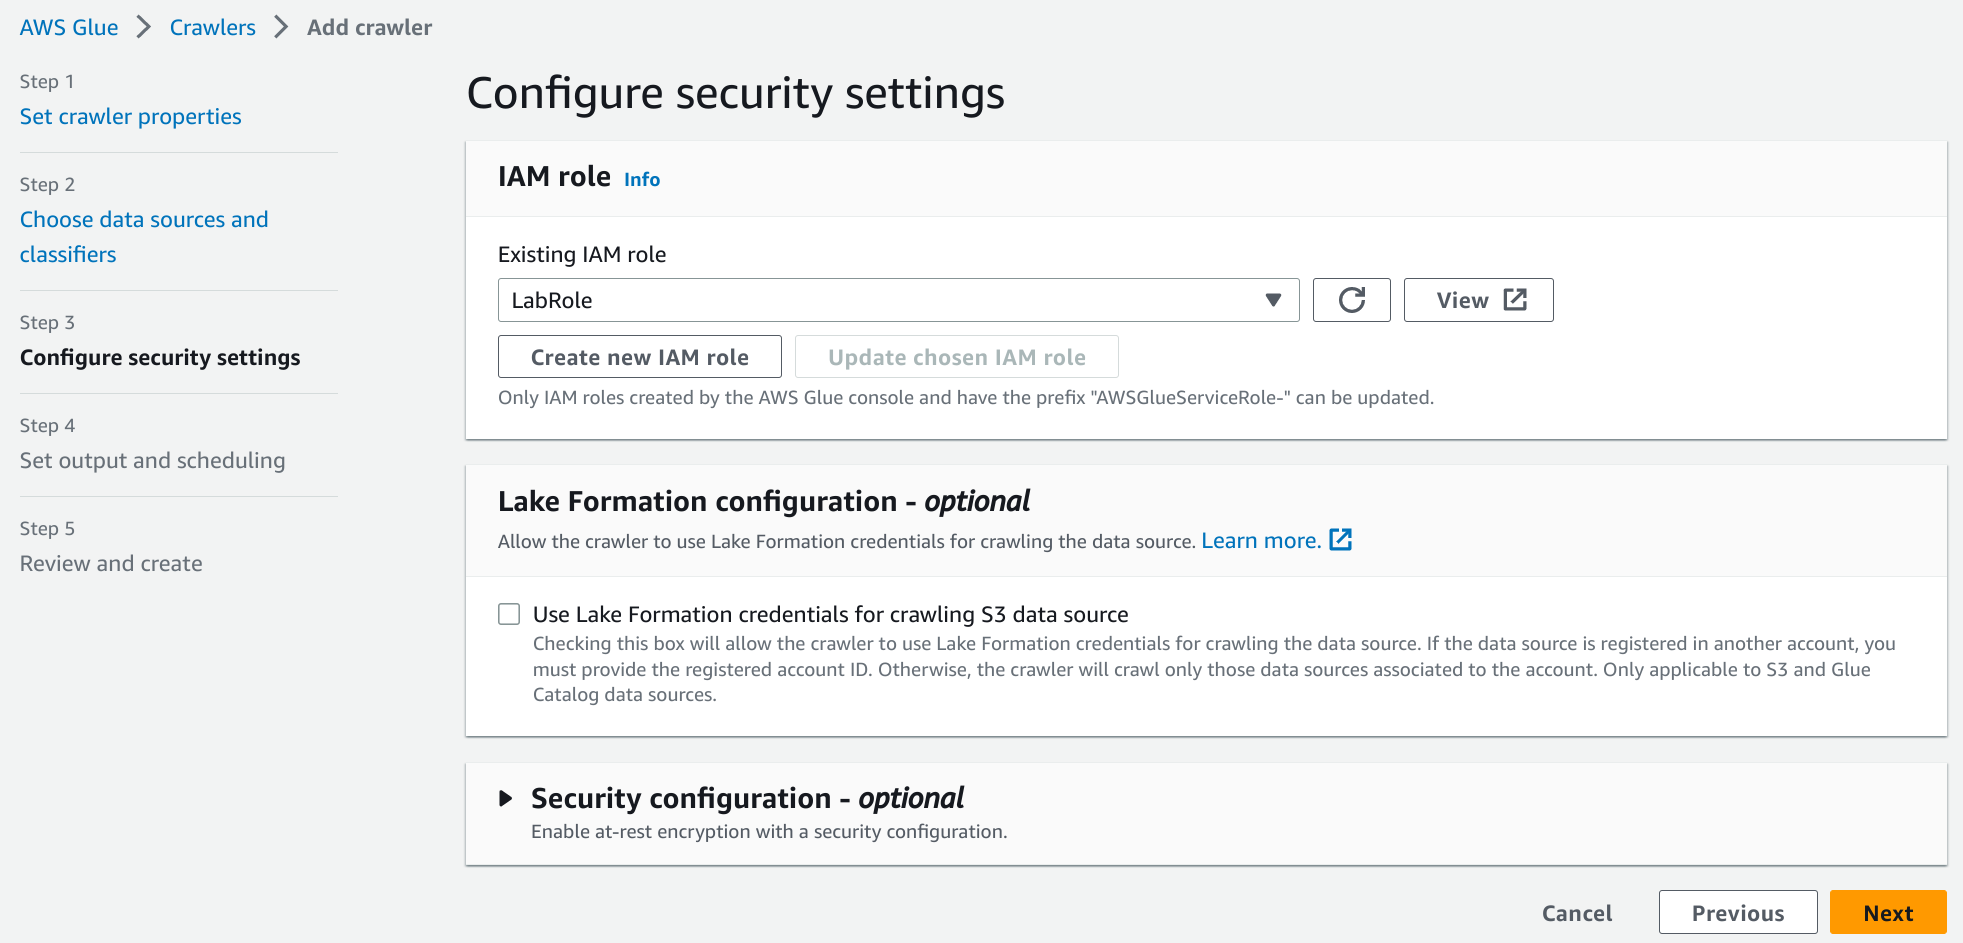 AWS Glue > Crawlers > Add crawler
Step 1
Set crawler properties
Step 2
Choose data sources and
classifiers
Step 3
Configure security settings
Step 4
Set output and scheduling
Step 5
Review and create
Configure security settings
IAM role Info
Existing IAM role
LabRole
View
Create new IAM role
Update chosen IAM role
Only IAM roles created by the AWS Glue console and have the prefix "AWSGlueServiceRole-" can be updated.
Lake Formation configuration - optional
Allow the crawler to use Lake Formation credentials for crawling the data source. Learn more.
Use Lake Formation credentials for crawling S3 data source
Checking this box will allow the crawler to use Lake Formation credentials for crawling the data source. If the data source is registered in another account, you
must provide the registered account ID. Otherwise, the crawler will crawl only those data sources associated to the account. Only applicable to S3 and Glue
Catalog data sources.
Security configuration - optional
Enable at-rest encryption with a security configuration.
Cancel
Previous
Next